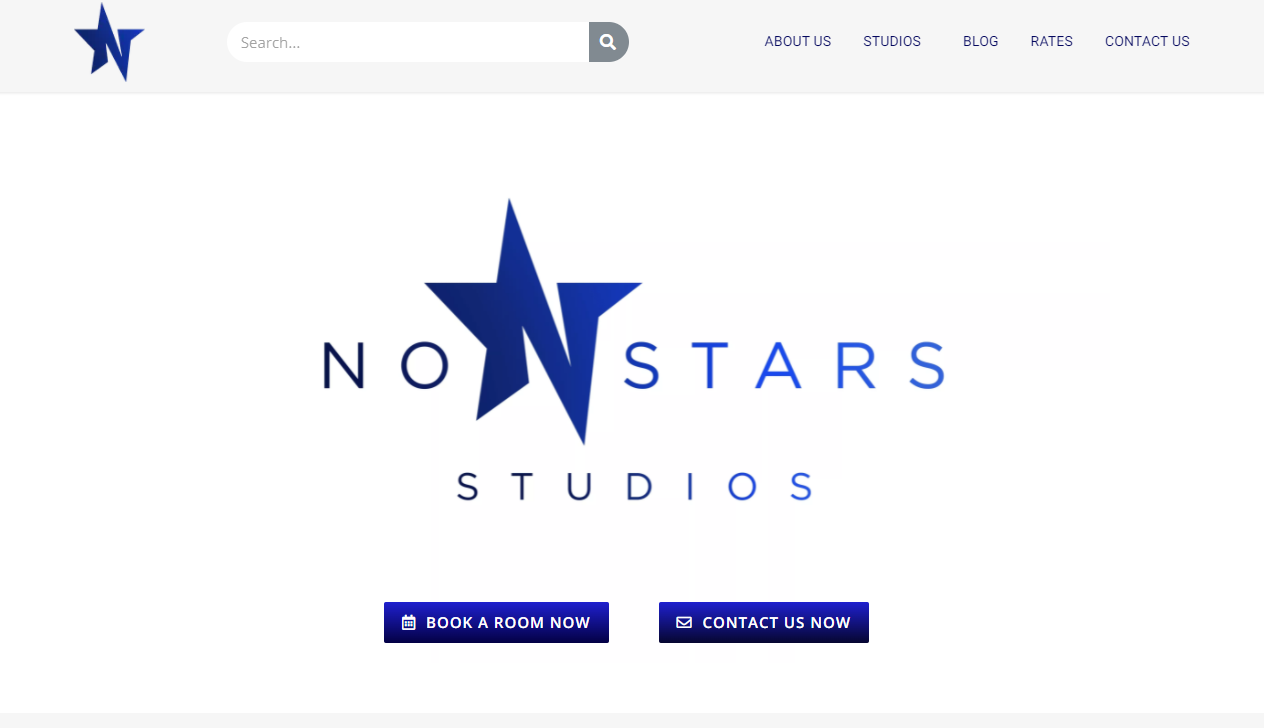 Search...
ABOUT US STUDIOS BLOG RATES CONTACT US
NO N STARS
STUDIOS
BOOK A ROOM NOW CONTACT US NOW